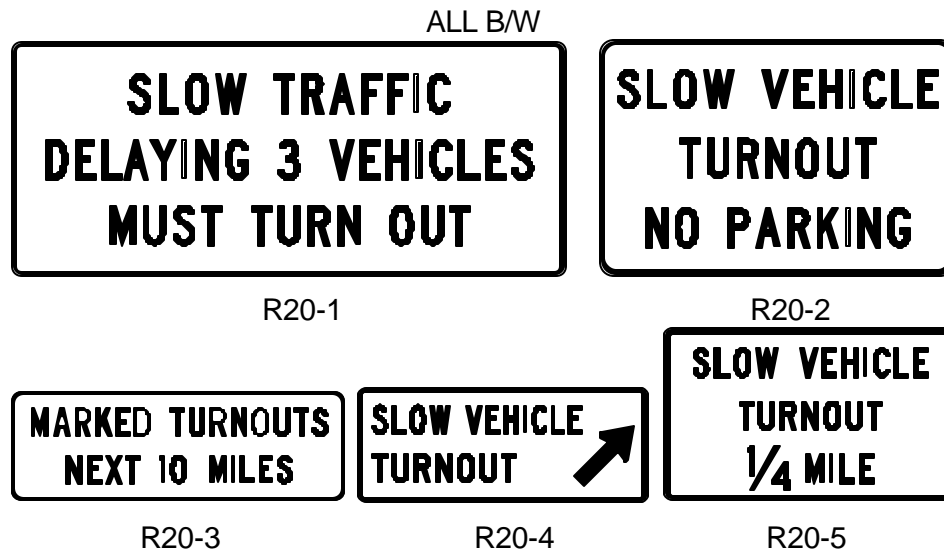 ALL B/W
SLOW TRAFFIC
DELAYING 3 VEHICLES
MUST TURN OUT
R20-1
SLOW VEHICLE
TURNOUT
NO PARKING
R20-2
MARKED TURNOUTS
NEXT 10 MILES
R20-3
SLOW VEHICLE
TURNOUT
R20-4
SLOW VEHICLE
TURNOUT
1/4 MILE
R20-5